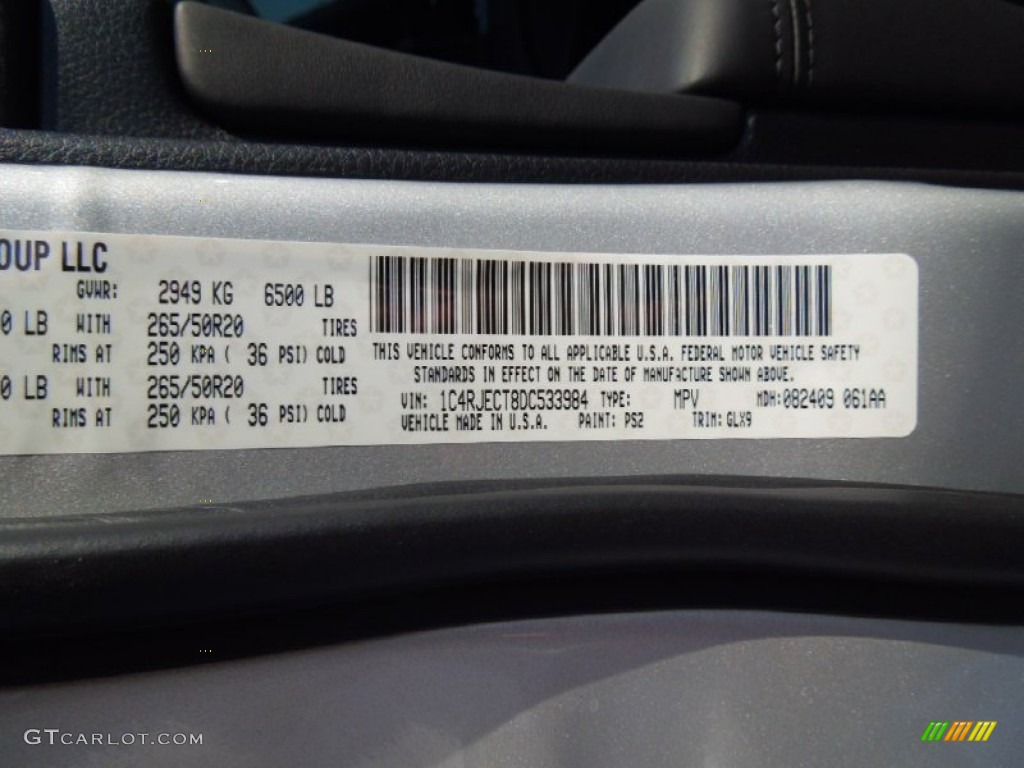 OUP LLC
GVWR: 2949 KG 6500 LB
0 LB WITH 265/50R20 TIRES
RIMS AT 250 KPA ( 36 PSI) COLD
0 LB WITH 265/50R20 TIRES
RIMS AT 250 KPA ( 36 PSI) COLD
THIS VEHICLE CONFORMS TO ALL APPLICABLE U.S.A. FEDERAL MOTOR VEHICLE SAFETY
STANDARDS IN EFFECT ON THE DATE OF MANUFACTURE SHOWN ABOVE.
VIN: 1C4RJECT8DC533984 TYPE: MPV MDH: 082409 061AA
VEHICLE MADE IN U.S.A. PAINT: PS2 TRIM: GLX9
GTCARLOT.COM